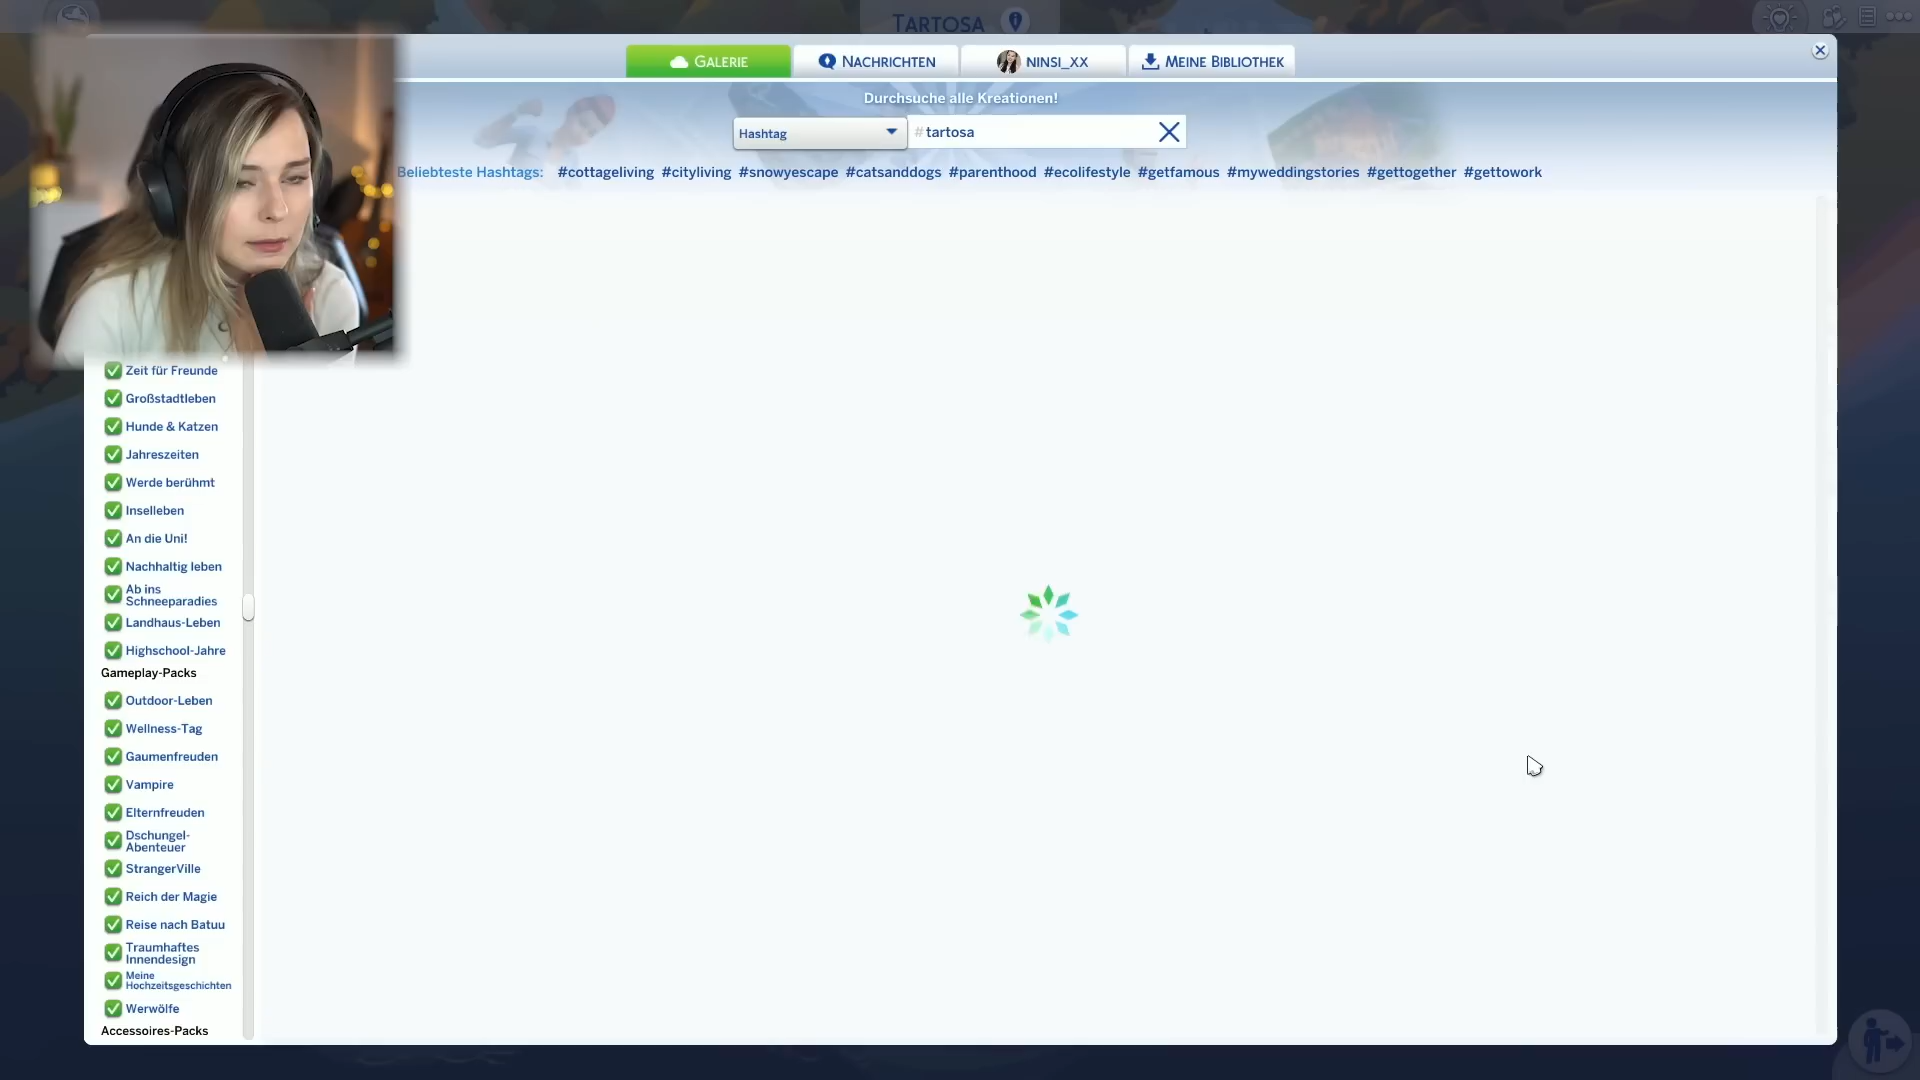 TARTOSA
GALERIE
NACHRICHTEN
NINSI_XX
MEINE BIBLIOTHEK
Durchsuche alle Kreationen!
Hashtag
#tartosa
Beliebteste Hashtags: #cottageliving #cityliving #snowyescape #catsanddogs #parenthood #ecolifestyle #getfamous #myweddingstories #gettogether #gettowork
Zeit für Freunde
Großstadtleben
Hunde & Katzen
Jahreszeiten
Werde berühmt
Inselleben
An die Uni!
Nachhaltig leben
Ab ins
Schneeparadies
Landhaus-Leben
Highschool-Jahre
Gameplay-Packs
Outdoor-Leben
Wellness-Tag
Gaumenfreuden
Vampire
Elternfreuden
Dschungel-
Abenteuer
StrangerVille
Reich der Magie
Reise nach Batuu
Traumhaftes
Innendesign
Meine
Hochzeitsgeschichten
Werwölfe
Accessoires-Packs